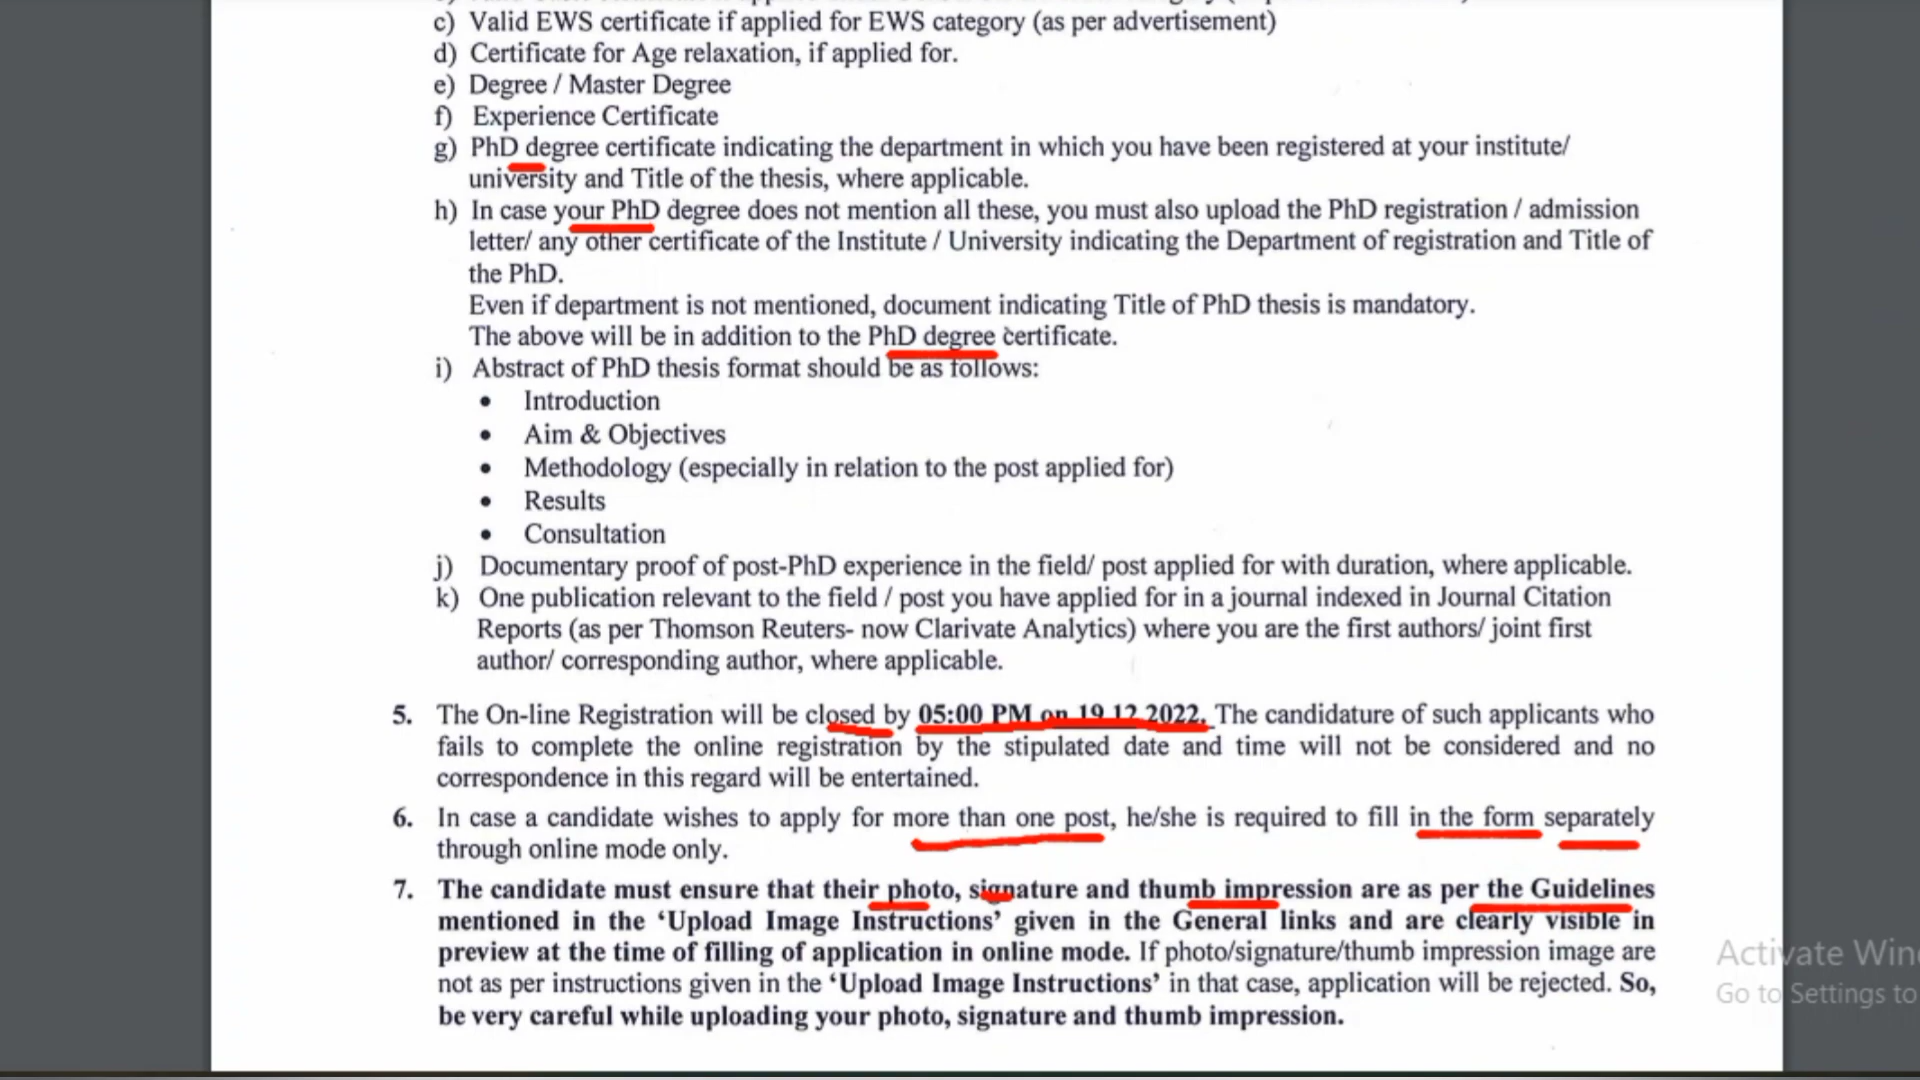 c) Valid EWS certificate if applied for EWS category (as per advertisement)
d) Certificate for Age relaxation, if applied for.
e) Degree / Master Degree
f) Experience Certificate
g) PhD degree certificate indicating the department in which you have been registered at your institute/
university and Title of the thesis, where applicable.
h) In case your PhD degree does not mention all these, you must also upload the PhD registration / admission
letter/ any other certificate of the Institute / University indicating the Department of registration and Title of
the PhD.
Even if department is not mentioned, document indicating Title of PhD thesis is mandatory.
The above will be in addition to the PhD degree certificate.
i) Abstract of PhD thesis format should be as follows:
• Introduction
• Aim & Objectives
• Methodology (especially in relation to the post applied for)
• Results
• Consultation
j) Documentary proof of post-PhD experience in the field/ post applied for with duration, where applicable.
k) One publication relevant to the field / post you have applied for in a journal indexed in Journal Citation
Reports (as per Thomson Reuters- now Clarivate Analytics) where you are the first authors/ joint first
author/ corresponding author, where applicable.
5. The On-line Registration will be closed by 05:00 PM on 19.12.2022. The candidature of such applicants who
fails to complete the online registration by the stipulated date and time will not be considered and no
correspondence in this regard will be entertained.
6. In case a candidate wishes to apply for more than one post, he/she is required to fill in the form separately
through online mode only.
7. The candidate must ensure that their photo, signature and thumb impression are as per the Guidelines
mentioned in the ‘Upload Image Instructions’ given in the General links and are clearly visible in
preview at the time of filling of application in online mode. If photo/signature/thumb impression image are
not as per instructions given in the ‘Upload Image Instructions’ in that case, application will be rejected. So,
be very careful while uploading your photo, signature and thumb impression.
Activate Win
Go to Settings to